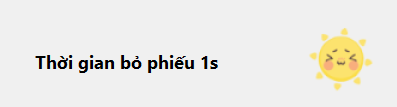 Thời gian bỏ phiếu 1s